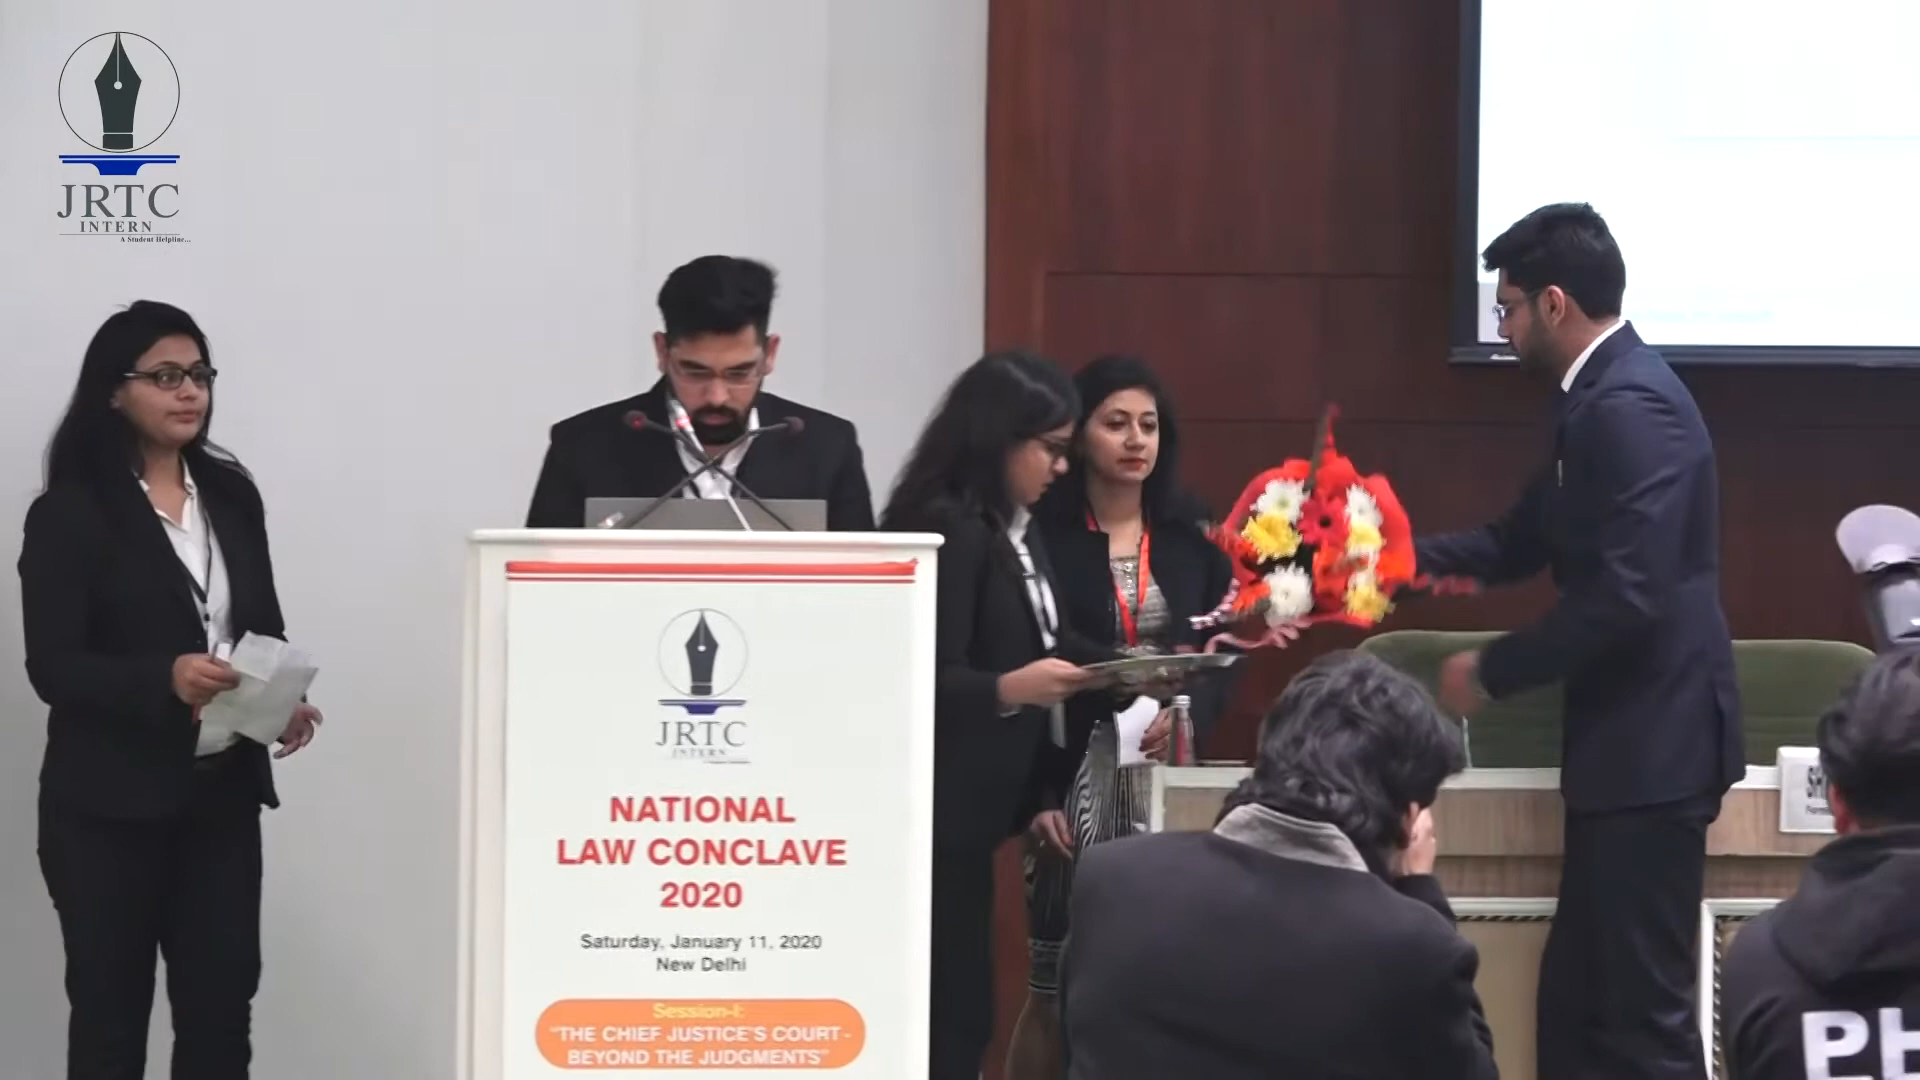 JRTC
INTERN
A Student Helpline...
JRTC
INTERN
NATIONAL
LAW CONCLAVE
2020
Saturday, January 11, 2020
New Delhi
Session-I:
"THE CHIEF JUSTICE'S COURT -
BEYOND THE JUDGMENTS"